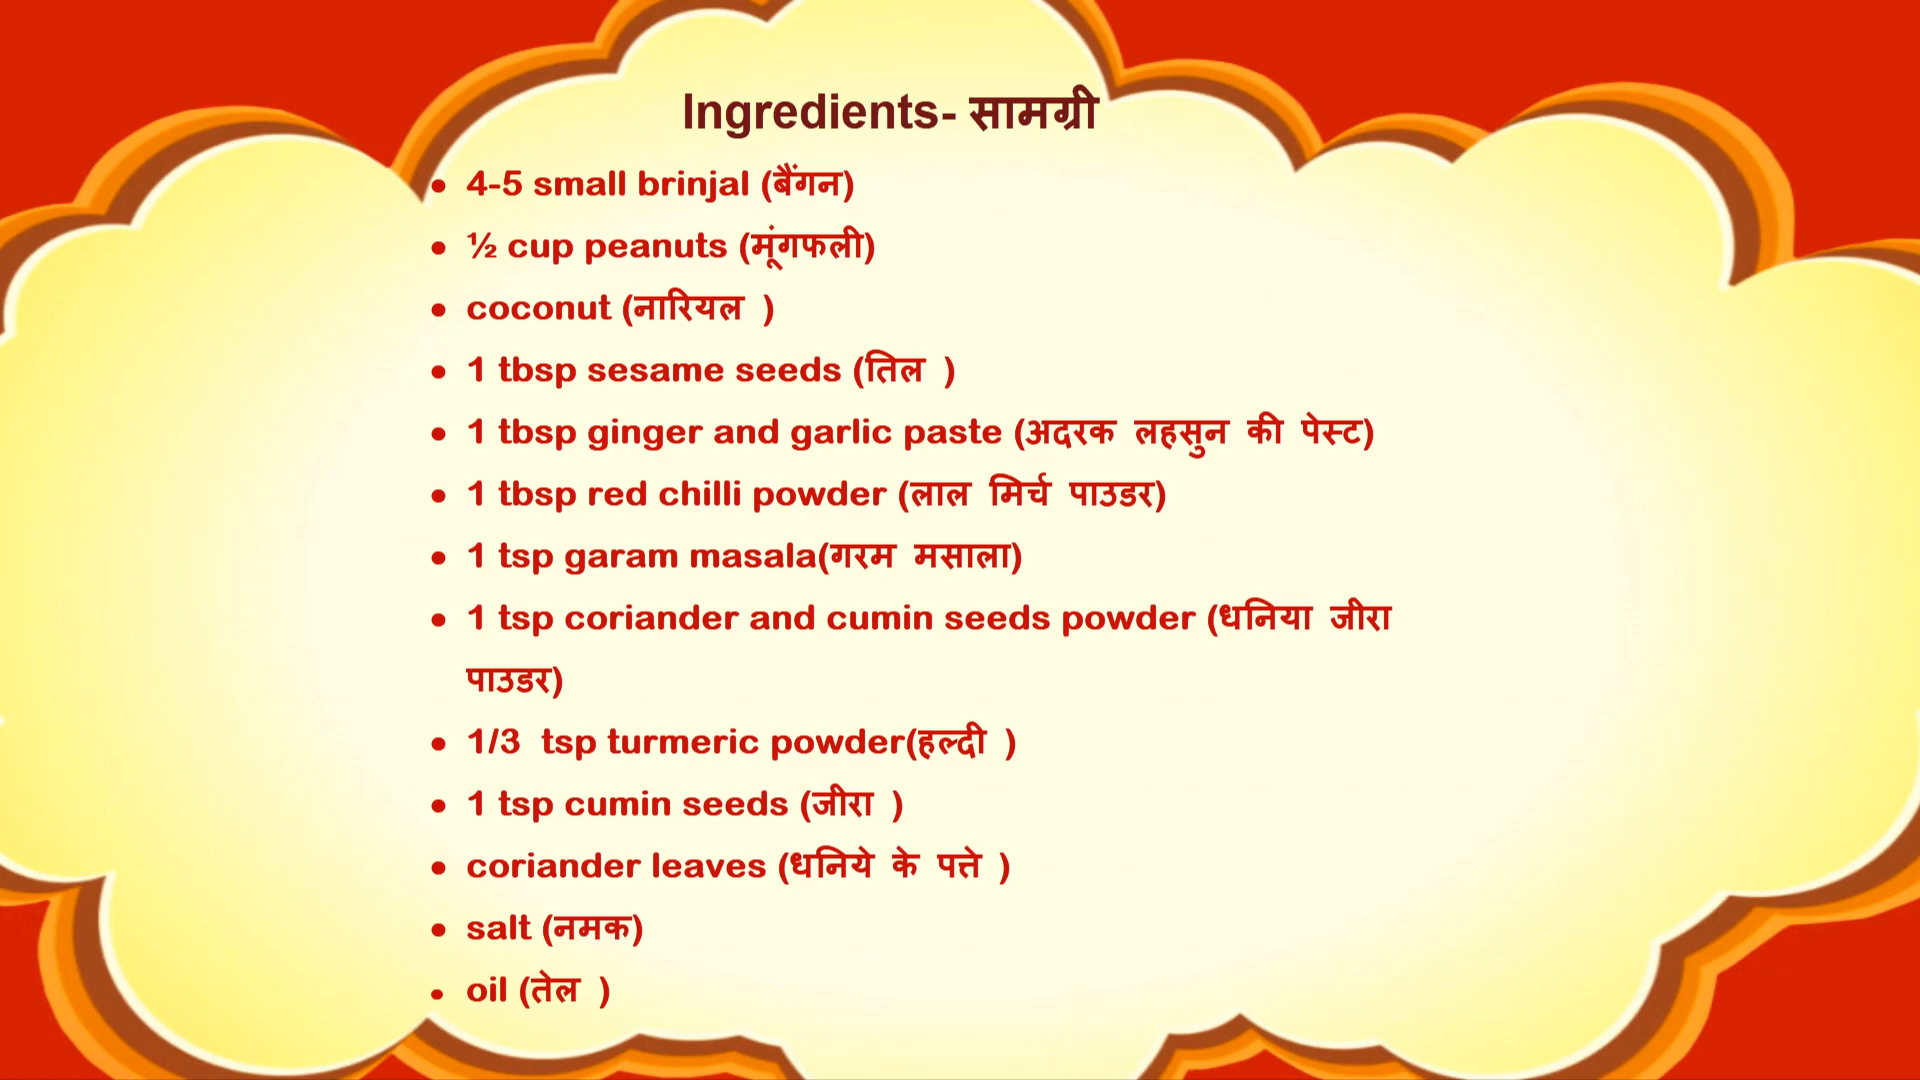 Ingredients- सामग्री
• 4-5 small brinjal (बैंगन)
• ½ cup peanuts (मूंगफली)
• coconut (नारियल )
• 1 tbsp sesame seeds (तिल )
• 1 tbsp ginger and garlic paste (अदरक लहसुन की पेस्ट)
• 1 tbsp red chilli powder (लाल मिर्च पाउडर)
• 1 tsp garam masala(गरम मसाला)
• 1 tsp coriander and cumin seeds powder (धनिया जीरा
पाउडर)
• 1/3 tsp turmeric powder(हल्दी )
• 1 tsp cumin seeds (जीरा )
• coriander leaves (धनिये के पत्ते )
• salt (नमक)
• oil (तेल )